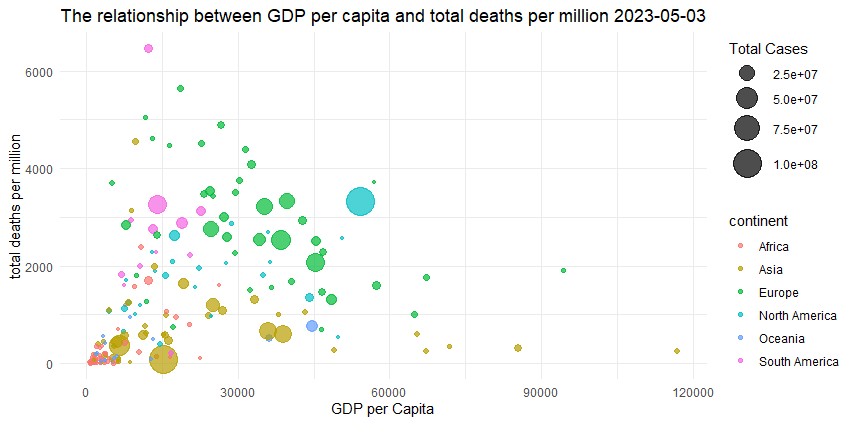 The relationship between GDP per capita and total deaths per million 2023-05-03
total deaths per million
6000
4000
2000
0
0
30000
60000
90000
120000
GDP per Capita
Total Cases
2.5e+07
5.0e+07
7.5e+07
1.0e+08
continent
Africa
Asia
Europe
North America
Oceania
South America